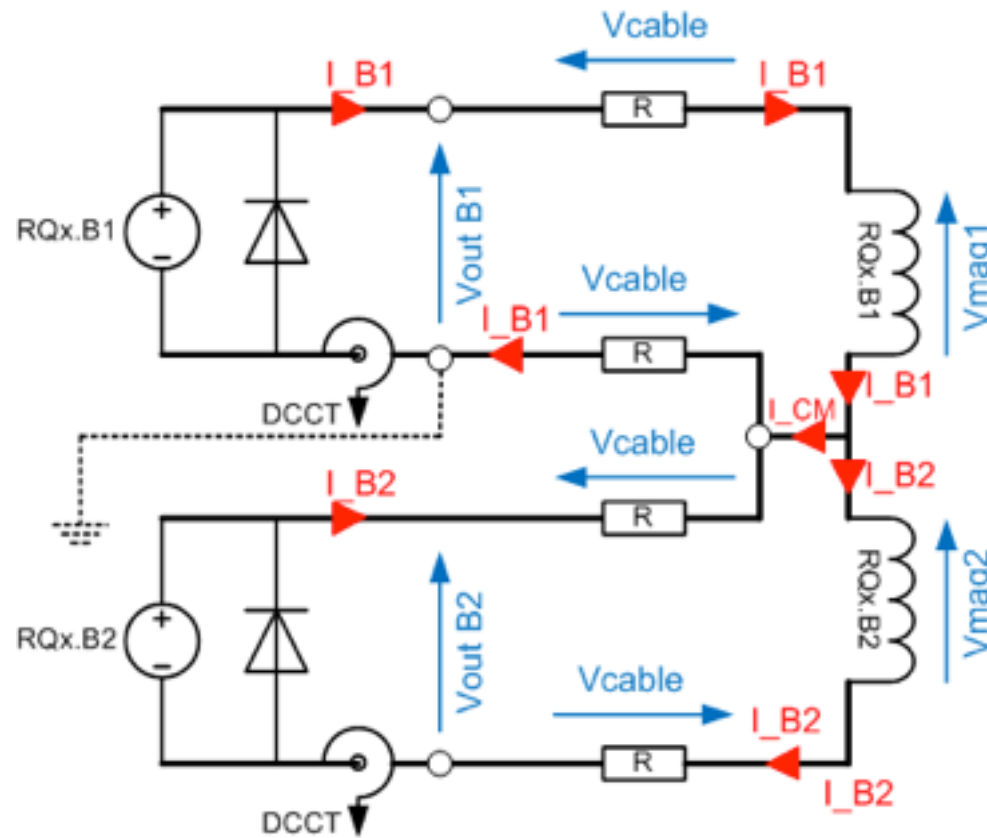 Vcable
I_B1
I_B1
R
RQx.B1
Vout B1
RQx.B1
Vmag1
Vcable
I_B1
R
I_B1
DCCT
I_CM
Vcable
I_B2
I_B2
R
RQx.B2
Vout B2
RQx.B2
Vmag2
Vcable
I_B2
R
I_B2
DCCT